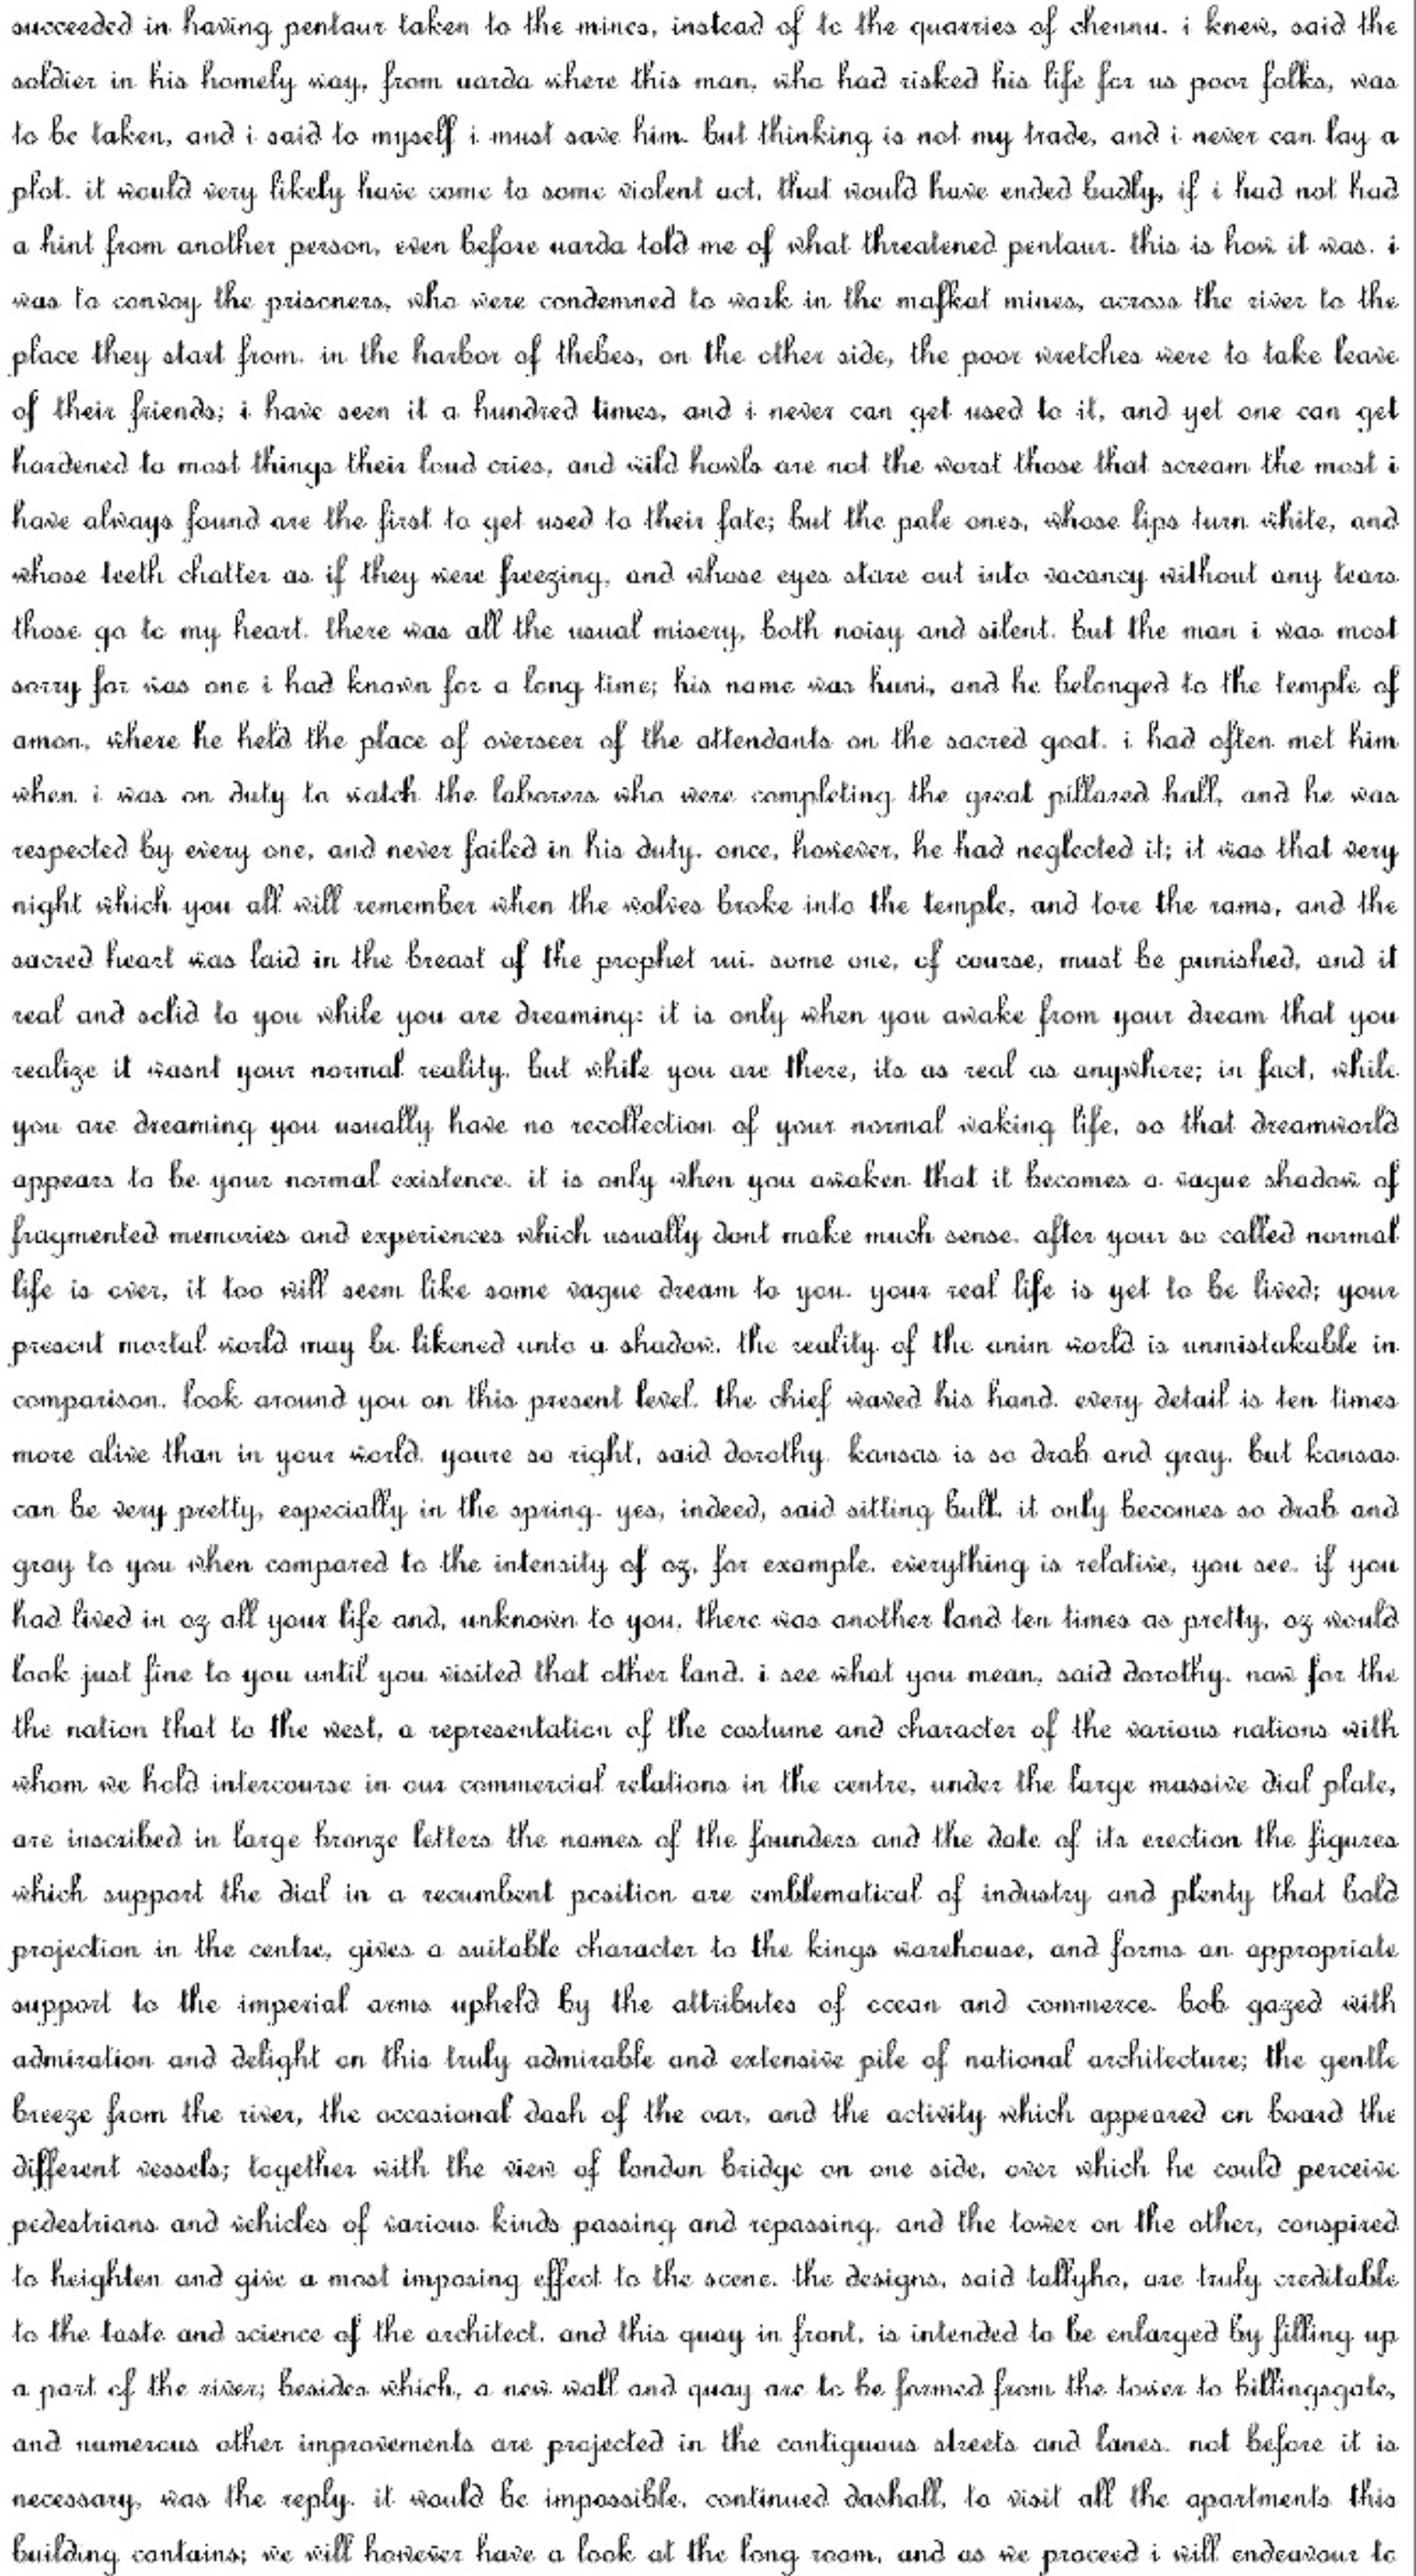 succeeded in having pentaur taken to the mines, instead of to the quarries of chennu. i knew, said the
soldier in his homely way, from uarda where this man, who had risked his life for us poor folks, was
to be taken, and i said to myself i must save him. but thinking is not my trade, and i never can lay a
plot. it would very likely have come to some violent act, that would have ended badly, if i had not had
a hint from another person, even before uarda told me of what threatened pentaur. this is how it was. i
was to convoy the prisoners, who were condemned to work in the mafkat mines, across the river to the
place they start from. in the harbor of thebes, on the other side, the poor wretches were to take leave
of their friends; i have seen it a hundred times, and i never can get used to it, and yet one can get
hardened to most things their loud cries, and wild howls are not the worst those that scream the most i
have always found are the first to get used to their fate; but the pale ones, whose lips turn white, and
whose teeth chatter as if they were freezing, and whose eyes stare out into vacancy without any tears
those go to my heart. there was all the usual misery, both noisy and silent. but the man i was most
sorry for was one i had known for a long time; his name was huni, and he belonged to the temple of
amon, where he held the place of overseer of the attendants on the sacred goat. i had often met him
when i was on duty to watch the laborers who were completing the great pillared hall, and he was
respected by every one, and never failed in his duty. once, however, he had neglected it; it was that very
night which you all will remember when the wolves broke into the temple, and tore the rams, and the
sacred heart was laid in the breast of the prophet rui. some one, of course, must be punished, and it
real and solid to you while you are dreaming: it is only when you awake from your dream that you
realize it wasnt your normal reality. but while you are there, its as real as anywhere; in fact, while
you are dreaming you usually have no recollection of your normal waking life, so that dreamworld
appears to be your normal existence. it is only when you awaken that it becomes a vague shadow of
fragmented memories and experiences which usually dont make much sense. after your so called normal
life is over, it too will seem like some vague dream to you. your real life is yet to be lived; your
present mortal world may be likened unto a shadow. the reality of the anim world is unmistakable in
comparison. look around you on this present level. the chief waved his hand. every detail is ten times
more alive than in your world. youre so right, said dorothy. kansas is so drab and gray. but kansas
can be very pretty, especially in the spring. yes, indeed, said sitting bull. it only becomes so drab and
gray to you when compared to the intensity of oz, for example. everything is relative, you see. if you
had lived in oz all your life and, unknown to you, there was another land ten times as pretty, oz would
look just fine to you until you visited that other land. i see what you mean, said dorothy. now for the
the nation that to the west, a representation of the costume and character of the various nations with
whom we hold intercourse in our commercial relations in the centre, under the large massive dial plate,
are inscribed in large bronze letters the names of the founders and the date of its erection the figures
which support the dial in a recumbent position are emblematical of industry and plenty that bold
projection in the centre, gives a suitable character to the kings warehouse, and forms an appropriate
support to the imperial arms upheld by the attributes of ocean and commerce. bob gazed with
admiration and delight on this truly admirable and extensive pile of national architecture; the gentle
breeze from the river, the occasional dash of the oar, and the activity which appeared on board the
different vessels; together with the view of london bridge on one side, over which he could perceive
pedestrians and vehicles of various kinds passing and repassing, and the tower on the other, conspired
to heighten and give a most imposing effect to the scene. the designs, said tallyho, are truly creditable
to the taste and science of the architect. and this quay in front, is intended to be enlarged by filling up
a part of the river; besides which, a new wall and quay are to be formed from the tower to billingsgate,
and numerous other improvements are projected in the contiguous streets and lanes. not before it is
necessary, was the reply. it would be impossible, continued dashall, to visit all the apartments this
building contains; we will however have a look at the long room, and as we proceed i will endeavour to